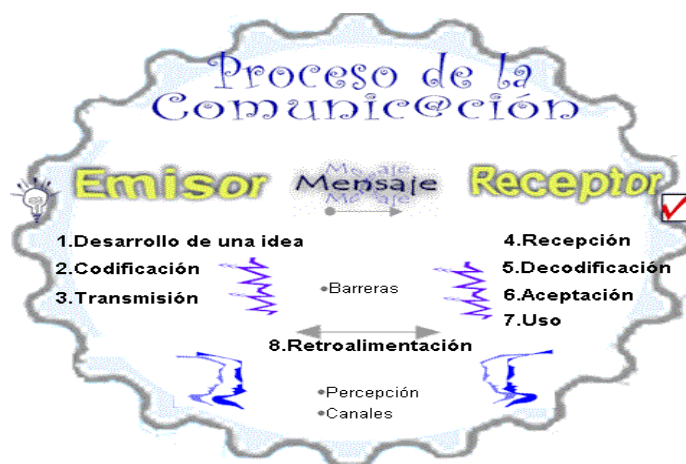 Proceso de la
Comunic@ción
Emisor
Mensaje
Receptor
1.Desarrollo de una idea
2.Codificación
3.Transmisión
•Barreras
4.Recepción
5.Decodificación
6.Aceptación
7.Uso
8.Retroalimentación
•Percepción
•Canales